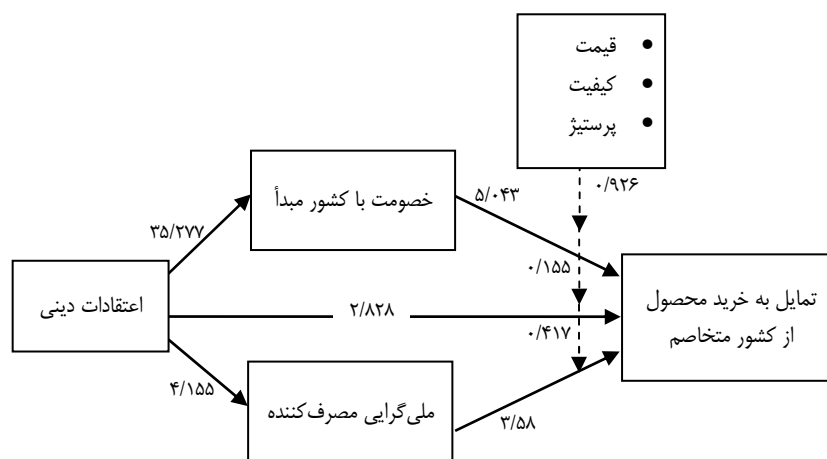 • قیمت
• کیفیت
• پرستیژ
۰/۹۲۶
خصومت با کشور مبدأ
۵/۰۴۳
۳۵/۲۷۷
۰/۱۵۵
تمایل به خرید محصول
از کشور متخاصم
اعتقادات دینی
۲/۸۲۸
۰/۴۱۷
۴/۱۵۵
ملی‌گرایی مصرف‌کننده
۳/۵۸